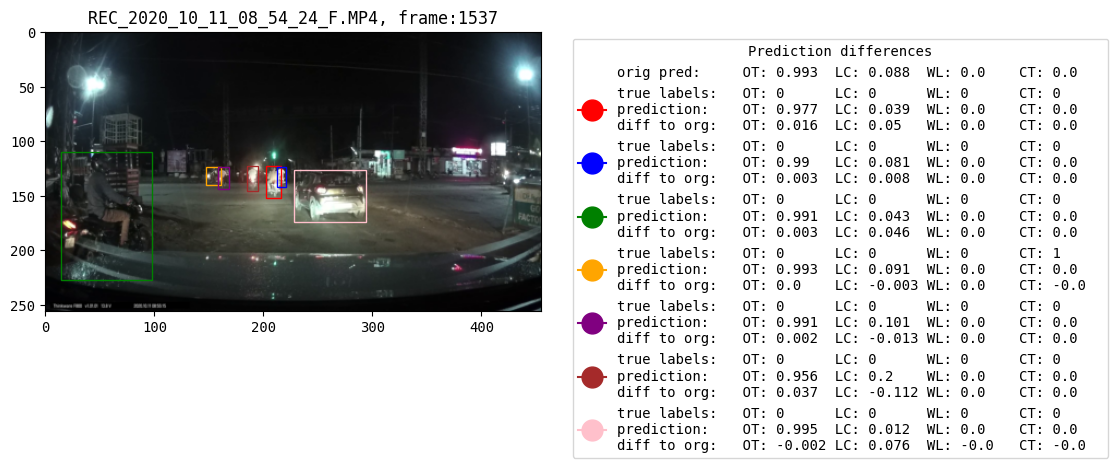 REC_2020_10_11_08_54_24_F.MP4, frame:1537
0
50
100
150
200
250
0 100 200 300 400
Prediction differences
orig pred: OT: 0.993 LC: 0.088 WL: 0.0 CT: 0.0
true labels: OT: 0 LC: 0 WL: 0 CT: 0
prediction: OT: 0.977 LC: 0.039 WL: 0.0 CT: 0.0
diff to org: OT: 0.016 LC: 0.05 WL: 0.0 CT: 0.0
true labels: OT: 0 LC: 0 WL: 0 CT: 0
prediction: OT: 0.99 LC: 0.081 WL: 0.0 CT: 0.0
diff to org: OT: 0.003 LC: 0.008 WL: 0.0 CT: 0.0
true labels: OT: 0 LC: 0 WL: 0 CT: 0
prediction: OT: 0.991 LC: 0.043 WL: 0.0 CT: 0.0
diff to org: OT: 0.003 LC: 0.046 WL: 0.0 CT: 0.0
true labels: OT: 0 LC: 0 WL: 0 CT: 1
prediction: OT: 0.993 LC: 0.091 WL: 0.0 CT: 0.0
diff to org: OT: 0.0 LC: -0.003 WL: 0.0 CT: -0.0
true labels: OT: 0 LC: 0 WL: 0 CT: 0
prediction: OT: 0.991 LC: 0.101 WL: 0.0 CT: 0.0
diff to org: OT: 0.002 LC: -0.013 WL: 0.0 CT: 0.0
true labels: OT: 0 LC: 0 WL: 0 CT: 0
prediction: OT: 0.956 LC: 0.2 WL: 0.0 CT: 0.0
diff to org: OT: 0.037 LC: -0.112 WL: 0.0 CT: 0.0
true labels: OT: 0 LC: 0 WL: 0 CT: 0
prediction: OT: 0.995 LC: 0.012 WL: 0.0 CT: 0.0
diff to org: OT: -0.002 LC: 0.076 WL: -0.0 CT: -0.0